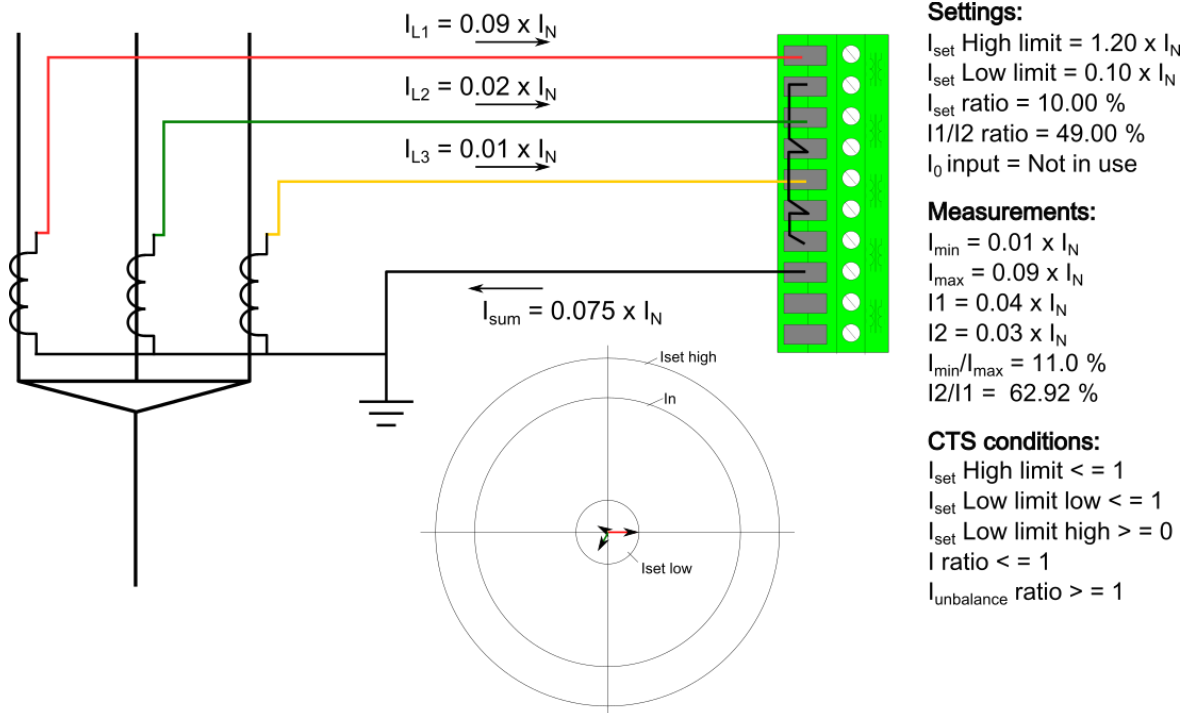 I_L1 = 0.09 x I_N
I_L2 = 0.02 x I_N
I_L3 = 0.01 x I_N
I_sum = 0.075 x I_N
Iset high
In
Iset low
Settings:
I_set High limit = 1.20 x I_N
I_set Low limit = 0.10 x I_N
I_set ratio = 10.00 %
I1/I2 ratio = 49.00 %
I_0 input = Not in use
Measurements:
I_min = 0.01 x I_N
I_max = 0.09 x I_N
I1 = 0.04 x I_N
I2 = 0.03 x I_N
I_min/I_max = 11.0 %
I2/I1 = 62.92 %
CTS conditions:
I_set High limit < = 1
I_set Low limit low < = 1
I_set Low limit high > = 0
I ratio < = 1
I_unbalance ratio > = 1